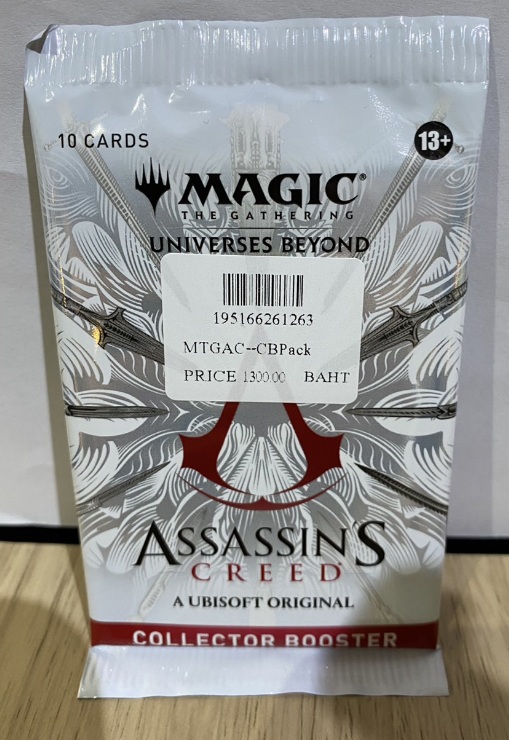 10 CARDS
13+
MAGIC®
THE GATHERING
UNIVERSES BEYOND
195166261263
MTGAC--CBPack
PRICE 1300.00 BAHT
ASSASSIN'S
CREED
A UBISOFT ORIGINAL
COLLECTOR BOOSTER